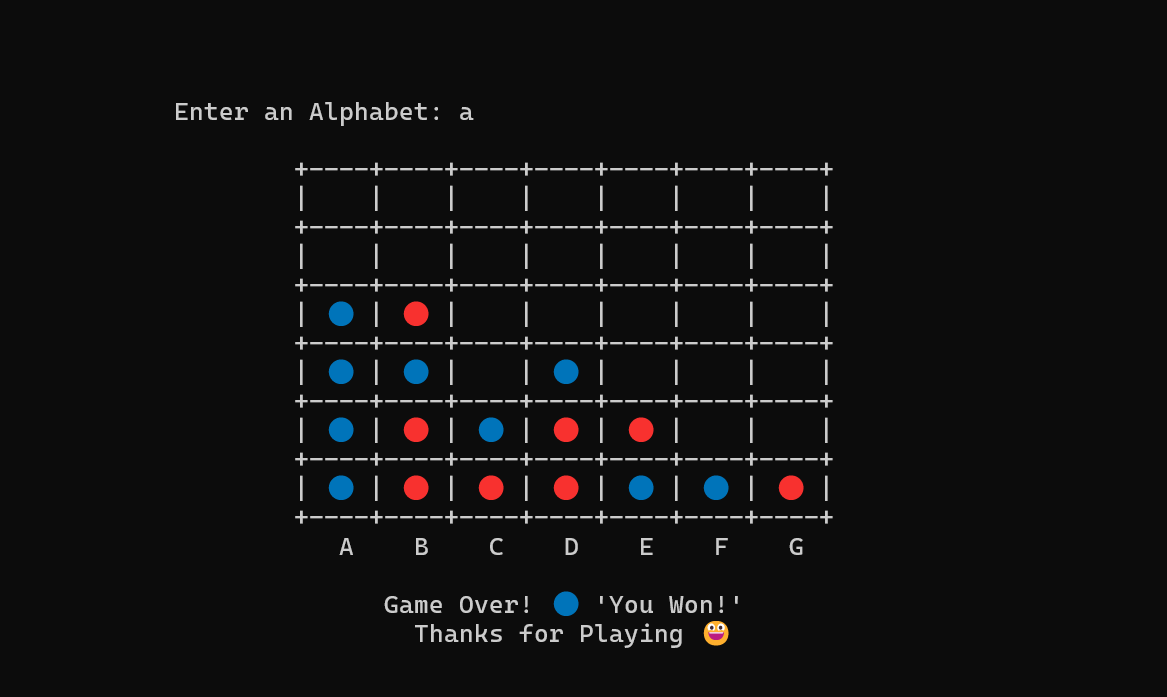 Enter an Alphabet: a
A B C D E F G
Game Over! 🔵 'You Won!'
Thanks for Playing 😀